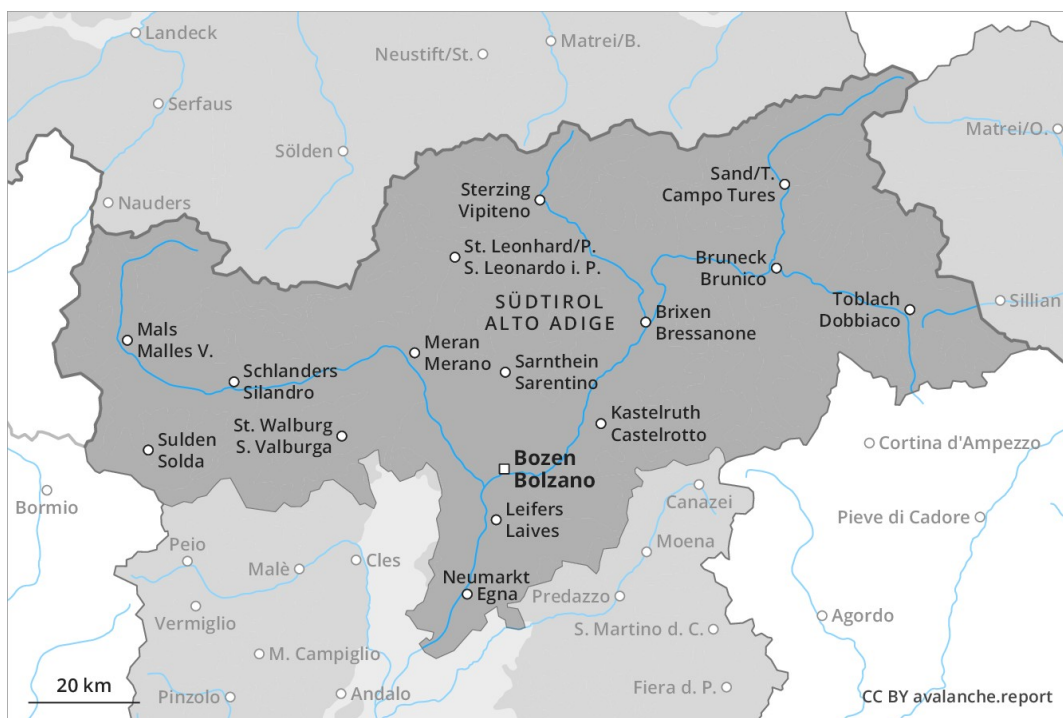 Landeck
Neustift/St.
Matrei/B.
Serfaus
Matrei/O.
Sölden
Sand/T.
Campo Tures
Sterzing
Vipiteno
Nauders
St. Leonhard/P.
S. Leonardo i. P.
Bruneck
Brunico
SÜDTIROL
ALTO ADIGE
Toblach
Dobbiaco
Sillian
Brixen
Bressanone
Mals
Malles V.
Meran
Merano
Sarnthein
Sarentino
Schlanders
Silandro
Kastelruth
Castelrotto
St. Walburg
S. Valburga
Sulden
Solda
Cortina d'Ampezzo
Bozen
Bolzano
Bormio
Canazei
Leifers
Laives
Pieve di Cadore
Peio
Moena
Cles
Malè
Neumarkt
Egna
Predazzo
Vermiglio
Agordo
S. Martino d. C.
M. Campiglio
20 km
Pinzolo
Andalo
Fiera d. P.
CC BY avalanche.report